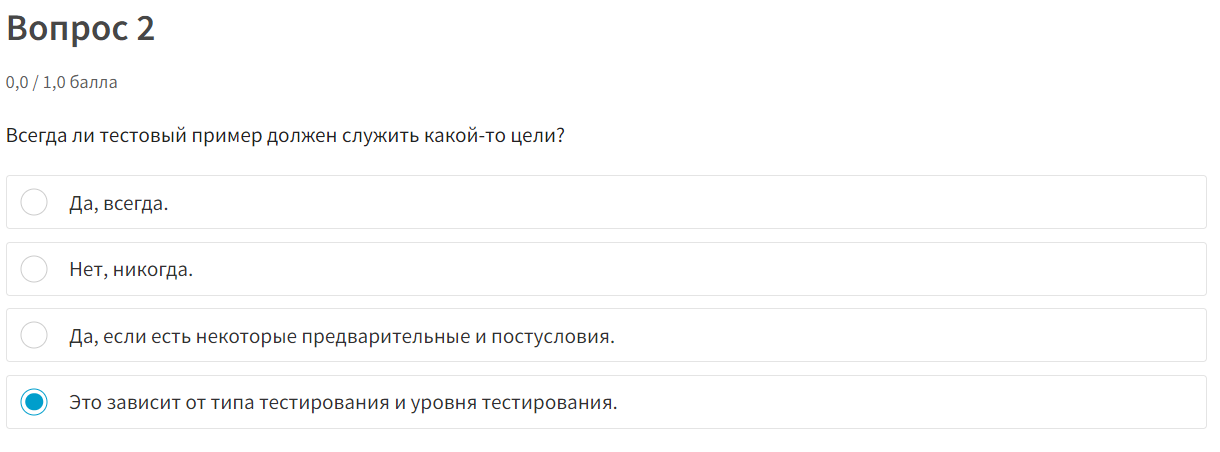 Вопрос 2
0,0 / 1,0 балла
Всегда ли тестовый пример должен служить какой-то цели?
Да, всегда.
Нет, никогда.
Да, если есть некоторые предварительные и постусловия.
Это зависит от типа тестирования и уровня тестирования.